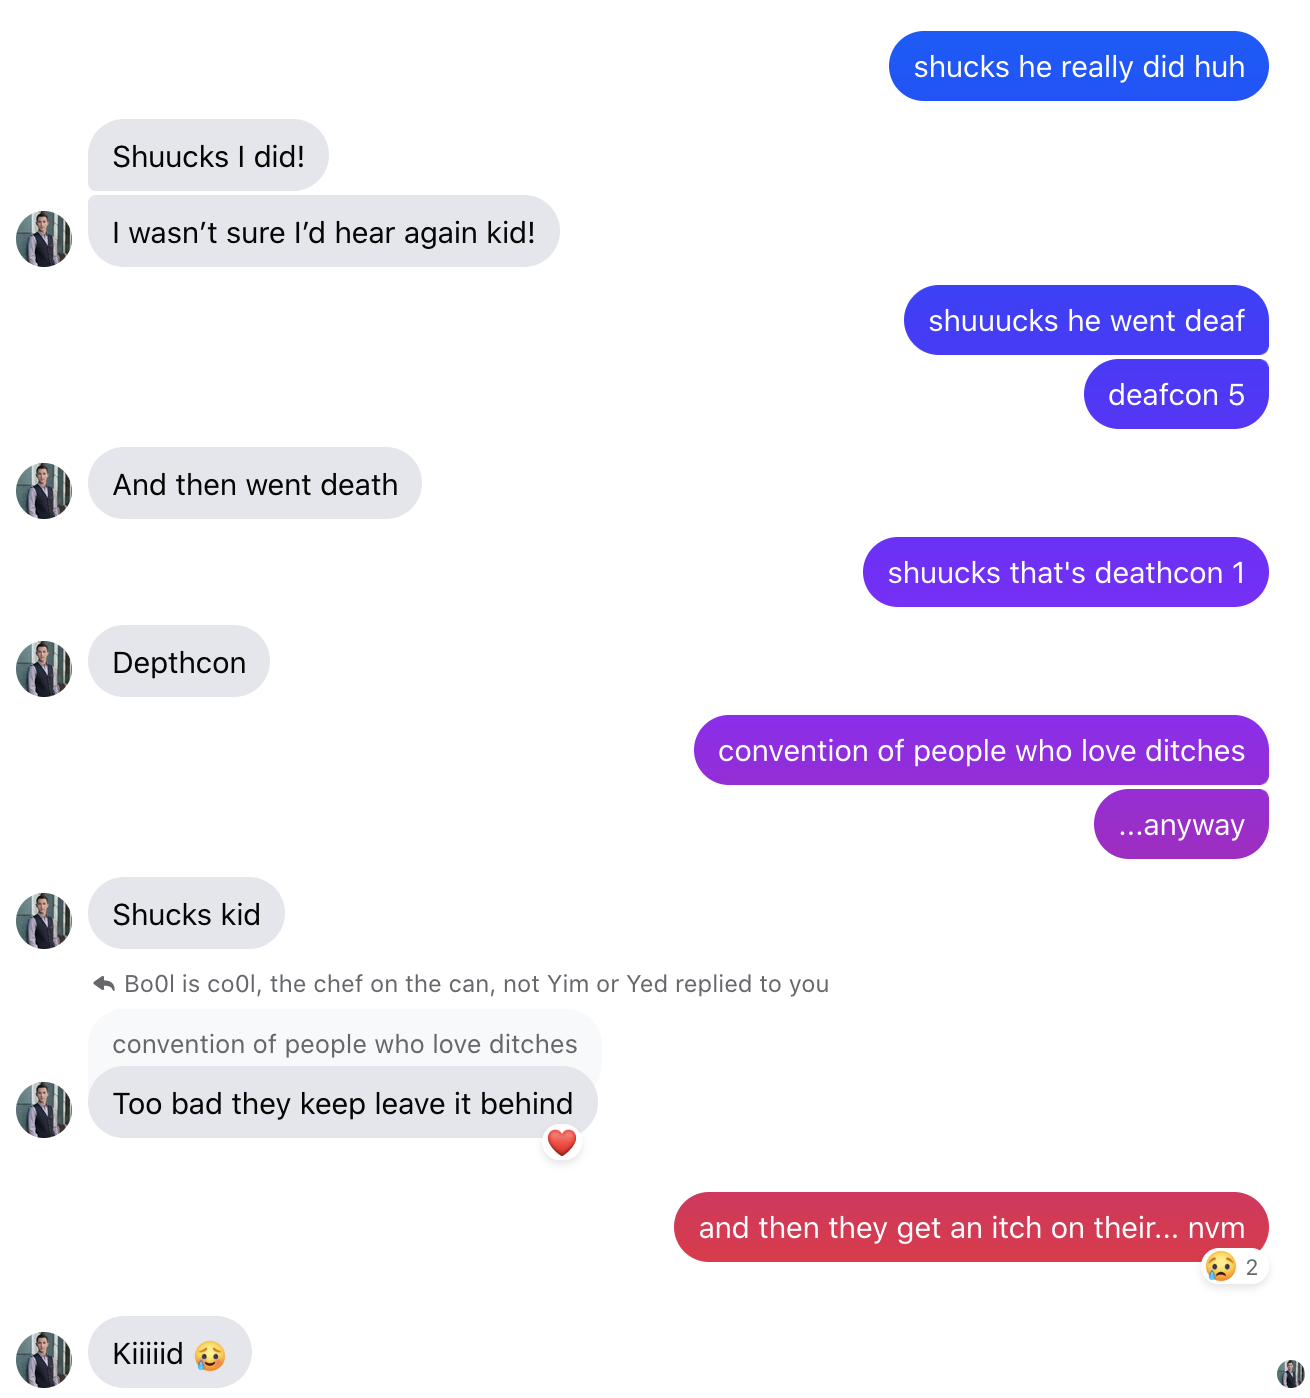 shucks he really did huh
Shuucks I did!
I wasn’t sure I’d hear again kid!
shuuucks he went deaf
deafcon 5
And then went death
shuucks that's deathcon 1
Depthcon
convention of people who love ditches
...anyway
Shucks kid
Bo0l is co0l, the chef on the can, not Yim or Yed replied to you
convention of people who love ditches
Too bad they keep leave it behind
and then they get an itch on their... nvm
2
Kiiiiid 🥲